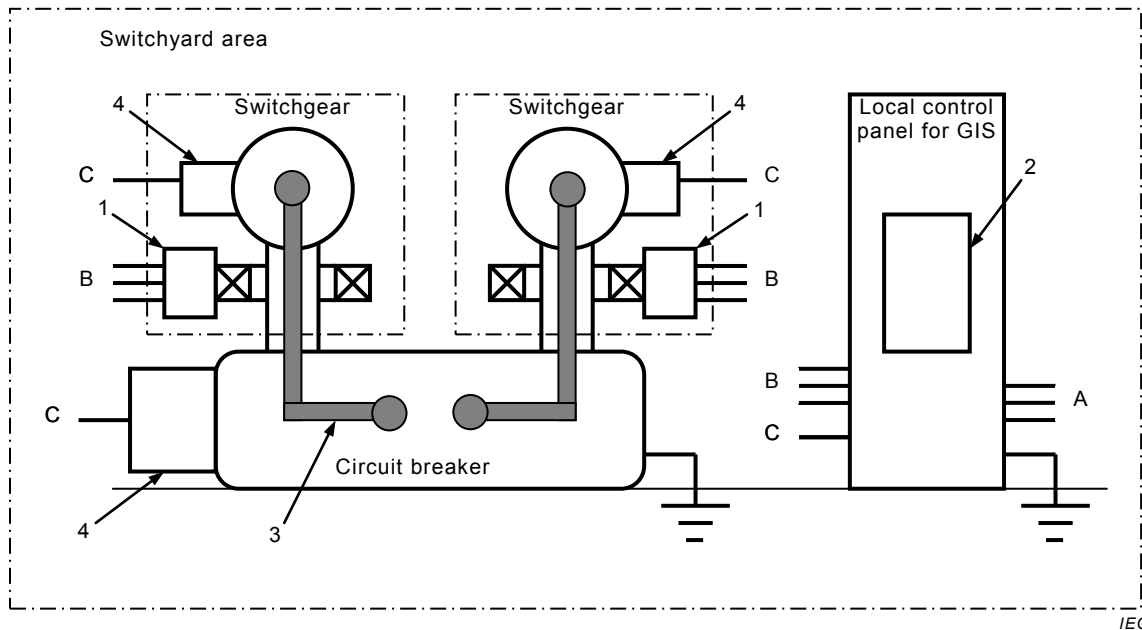 Switchyard area
4
Switchgear
Switchgear
4
Local control
panel for GIS
C
C
2
1
1
B
B
B
A
C
C
Circuit breaker
4
3
IEC